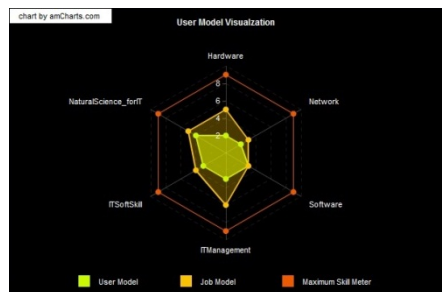 chart by amCharts.com
User Model Visualzation
Hardware
8
6
4
2
NaturalScience_forIT
Network
ITSoftSkill
Software
ITManagement
User Model
Job Model
Maximum Skill Meter